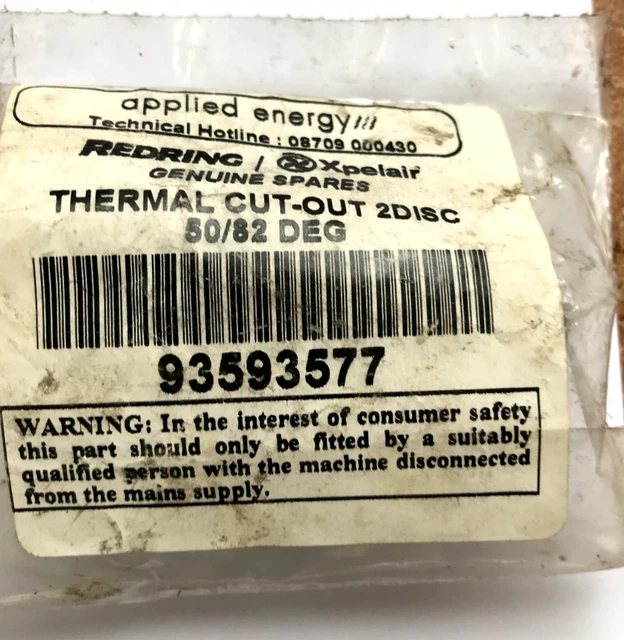 applied energy
Technical Hotline : 08709 000430
REDRING / Xpelair
GENUINE SPARES
THERMAL CUT-OUT 2DISC
50/82 DEG
93593577
WARNING: In the interest of consumer safety
this part should only be fitted by a suitably
qualified person with the machine disconnected
from the mains supply.